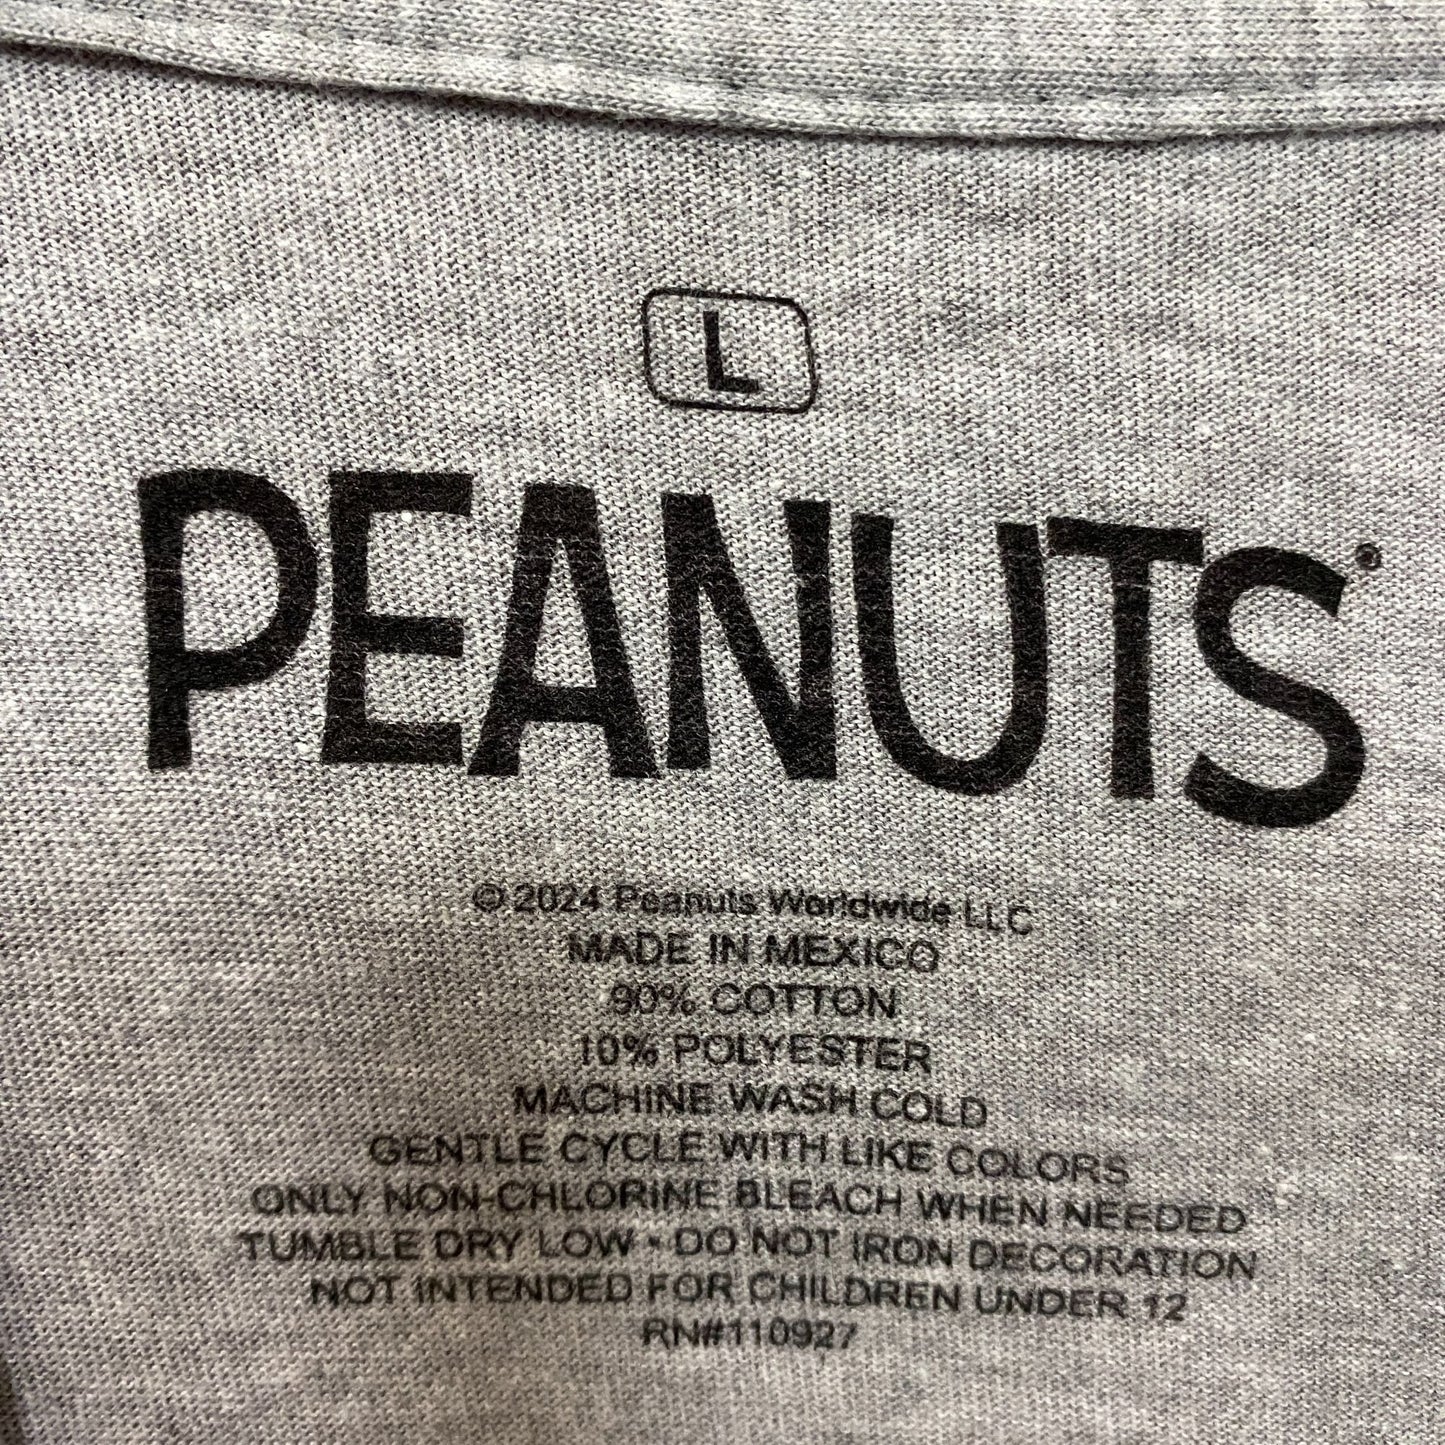 L
PEANUTS®
© 2024 Peanuts Worldwide LLC
MADE IN MEXICO
90% COTTON
10% POLYESTER
MACHINE WASH COLD
GENTLE CYCLE WITH LIKE COLORS
ONLY NON-CHLORINE BLEACH WHEN NEEDED
TUMBLE DRY LOW • DO NOT IRON DECORATION
NOT INTENDED FOR CHILDREN UNDER 12
RN#110927